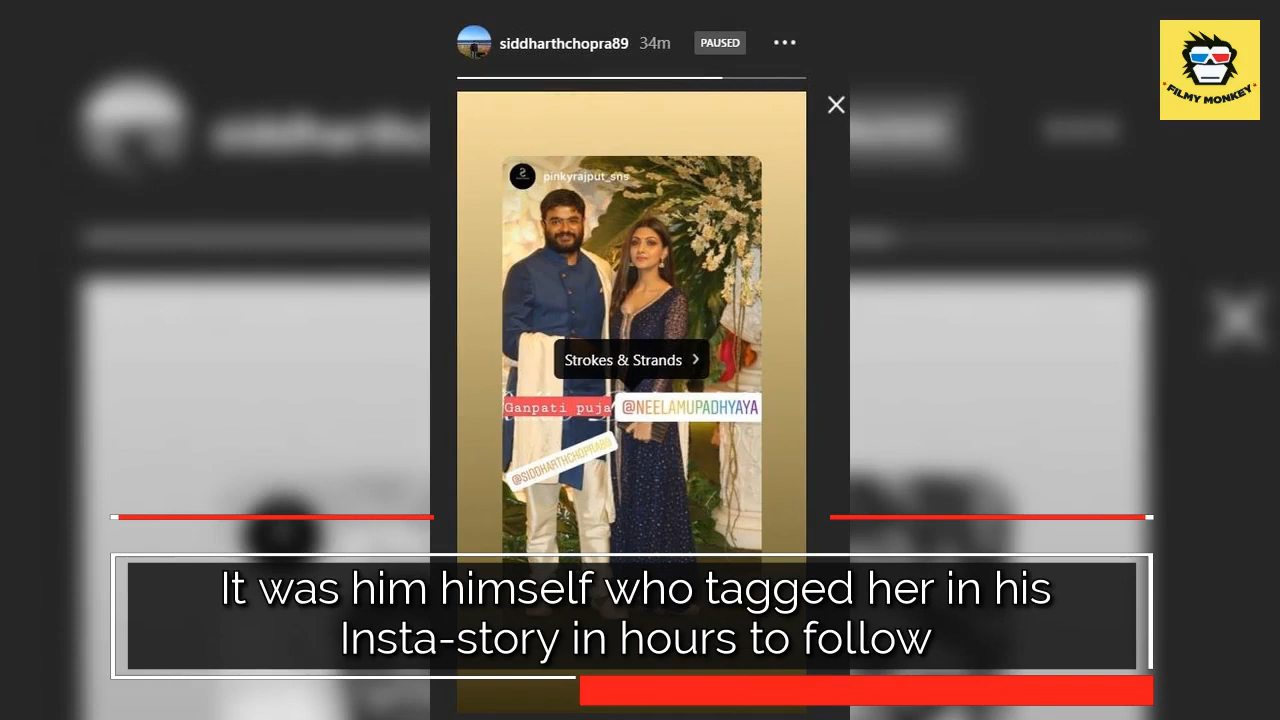 siddharthchopra89 34m PAUSED
FILMY MONKEY
pinkyrajput_sns
Strokes & Strands
Ganpati puja @NEELAMUPADHYAYA
@SIDDHARTHCHOPRA89
It was him himself who tagged her in his
Insta-story in hours to follow